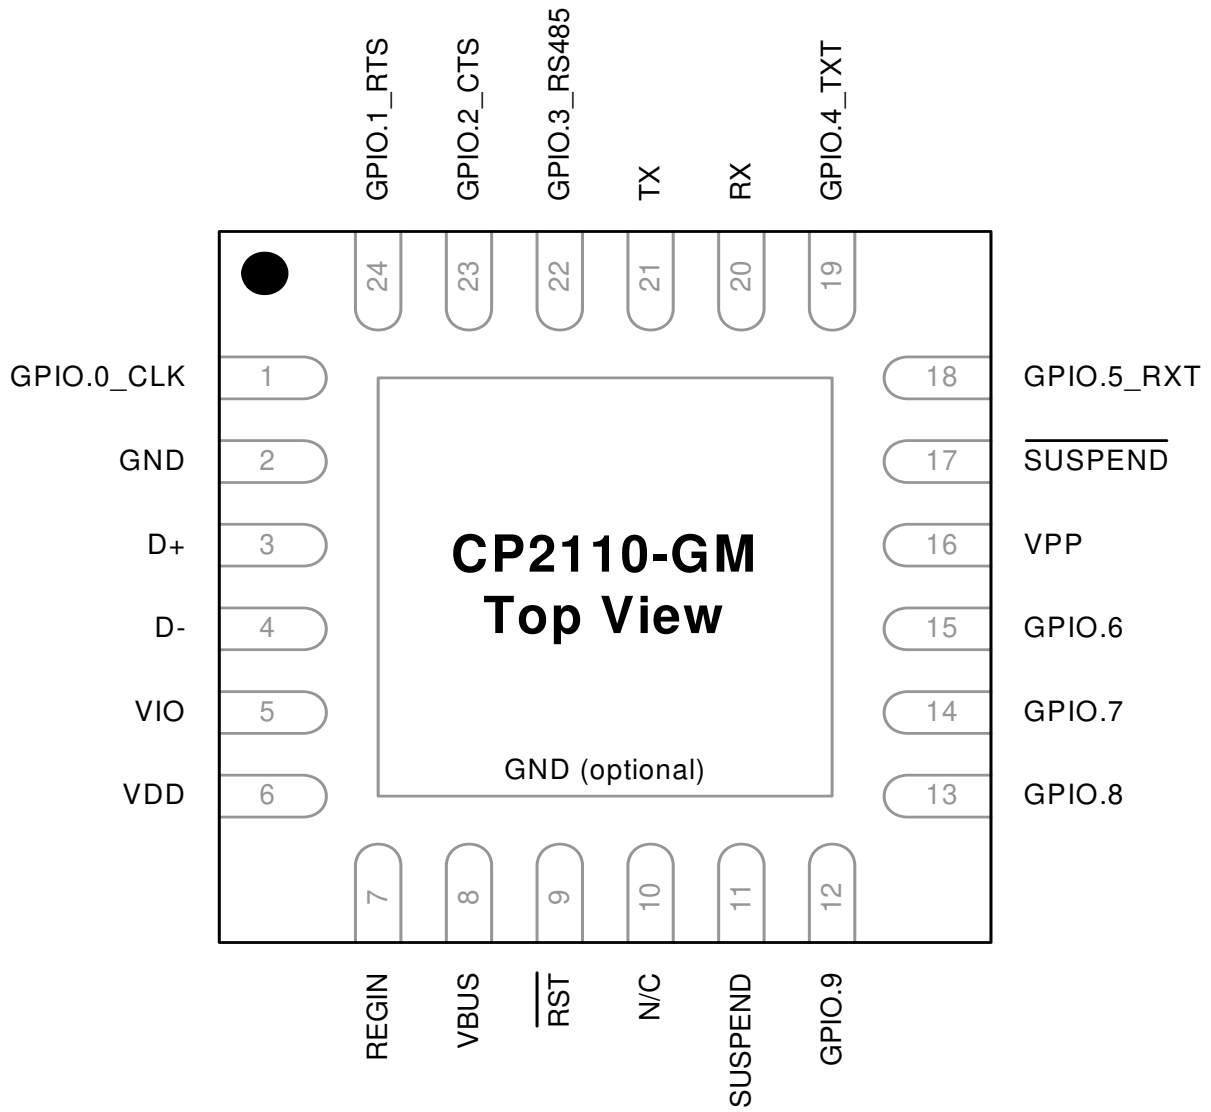 GPIO.1_RTS
GPIO.2_CTS
GPIO.3_RS485
TX
RX
GPIO.4_TXT
24
23
22
21
20
19
GPIO.0_CLK 1
GND 2
D+ 3
D- 4
VIO 5
VDD 6
18 GPIO.5_RXT
17 SUSPEND
16 VPP
15 GPIO.6
14 GPIO.7
13 GPIO.8
CP2110-GM
Top View
GND (optional)
7
8
9
10
11
12
REGIN
VBUS
RST
N/C
SUSPEND
GPIO.9